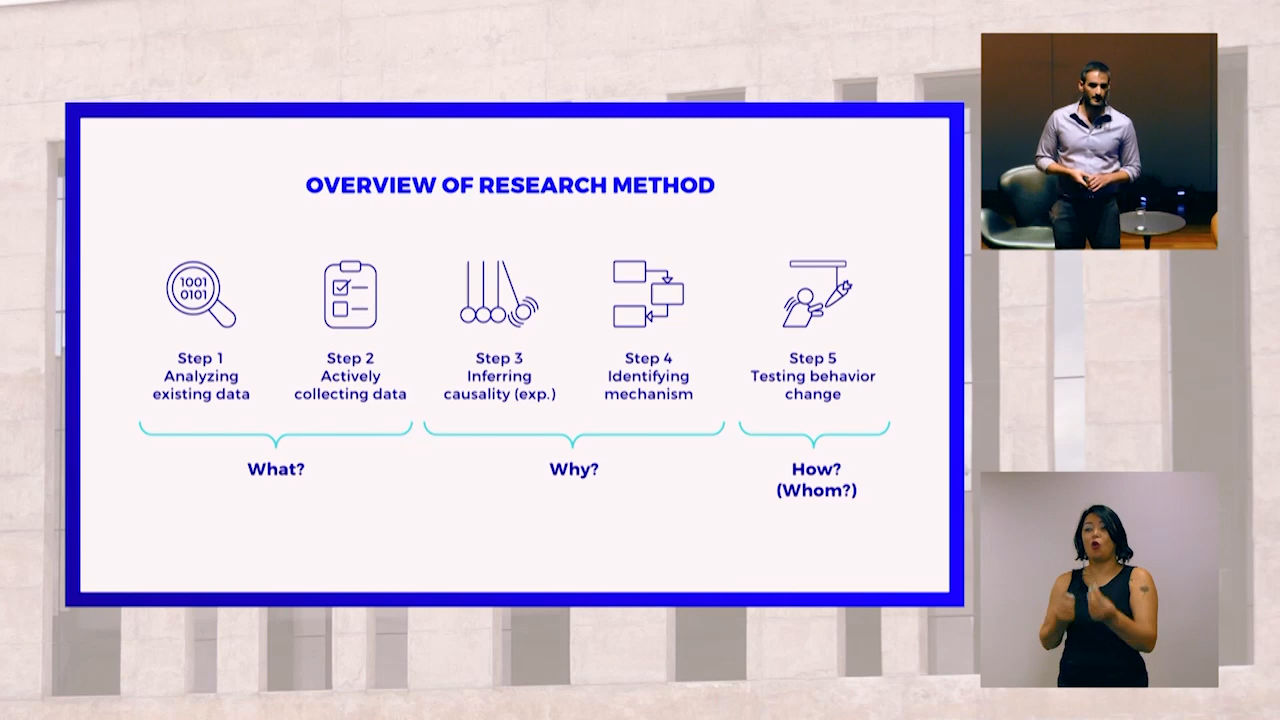 OVERVIEW OF RESEARCH METHOD
1001
0101
Step 1
Analyzing
existing data
Step 2
Actively
collecting data
Step 3
Inferring
causality (exp.)
Step 4
Identifying
mechanism
Step 5
Testing behavior
change
What?
Why?
How?
(Whom?)